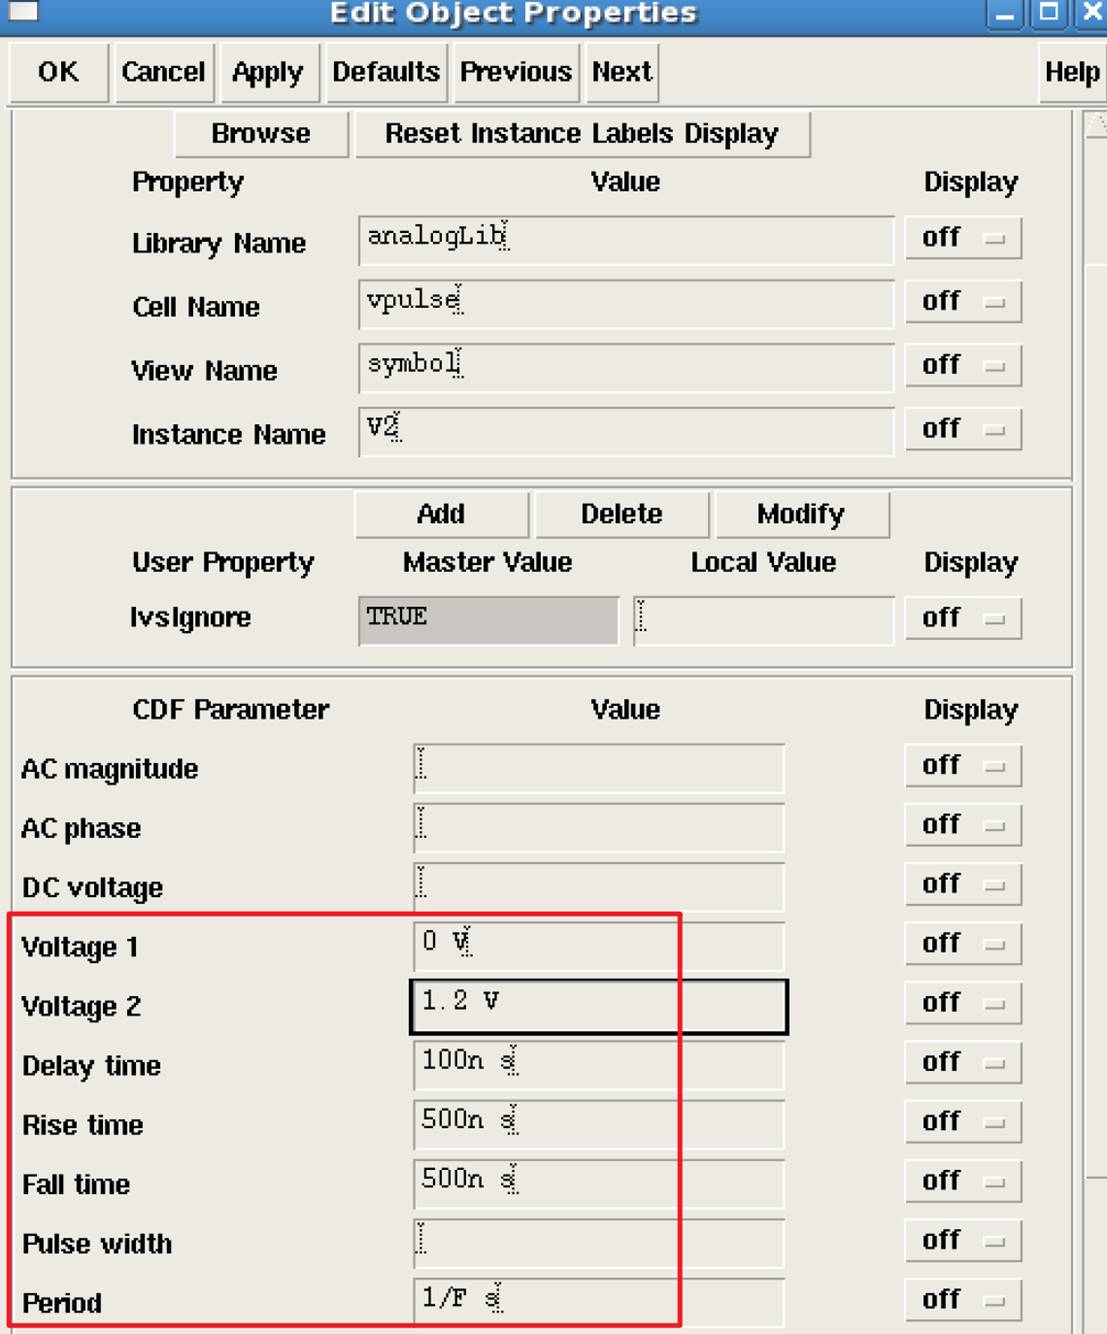 Edit Object Properties
OK Cancel Apply Defaults Previous Next Help
Browse Reset Instance Labels Display
Property Value Display
Library Name analogLib off
Cell Name vpulse off
View Name symbol off
Instance Name V2 off
Add Delete Modify
User Property Master Value Local Value Display
lvsIgnore TRUE off
CDF Parameter Value Display
AC magnitude off
AC phase off
DC voltage off
Voltage 1 0 V off
Voltage 2 1.2 V off
Delay time 100n s off
Rise time 500n s off
Fall time 500n s off
Pulse width off
Period 1/F s off